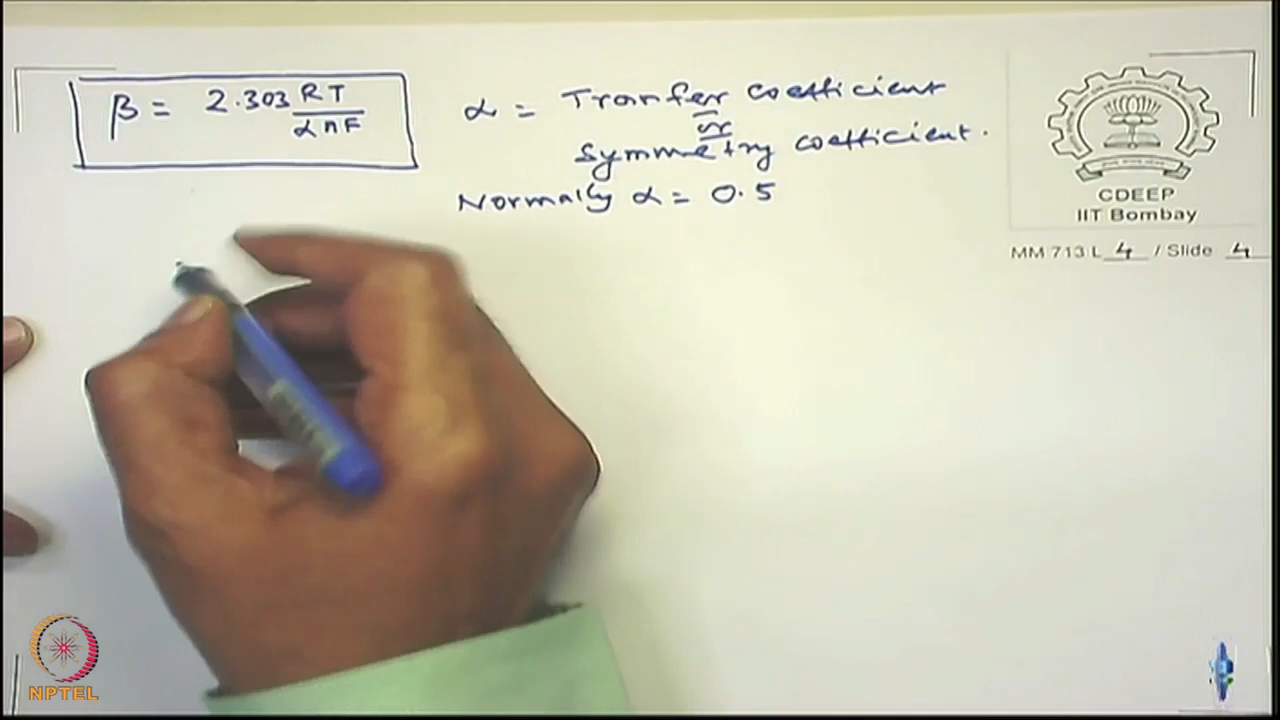 β = 2.303 RT / αnF
α = Tranfer coefficient
or
Symmetry coefficient.
Normally α = 0.5
CDEEP
IIT Bombay
MM 713 L 4 / Slide 4
NPTEL